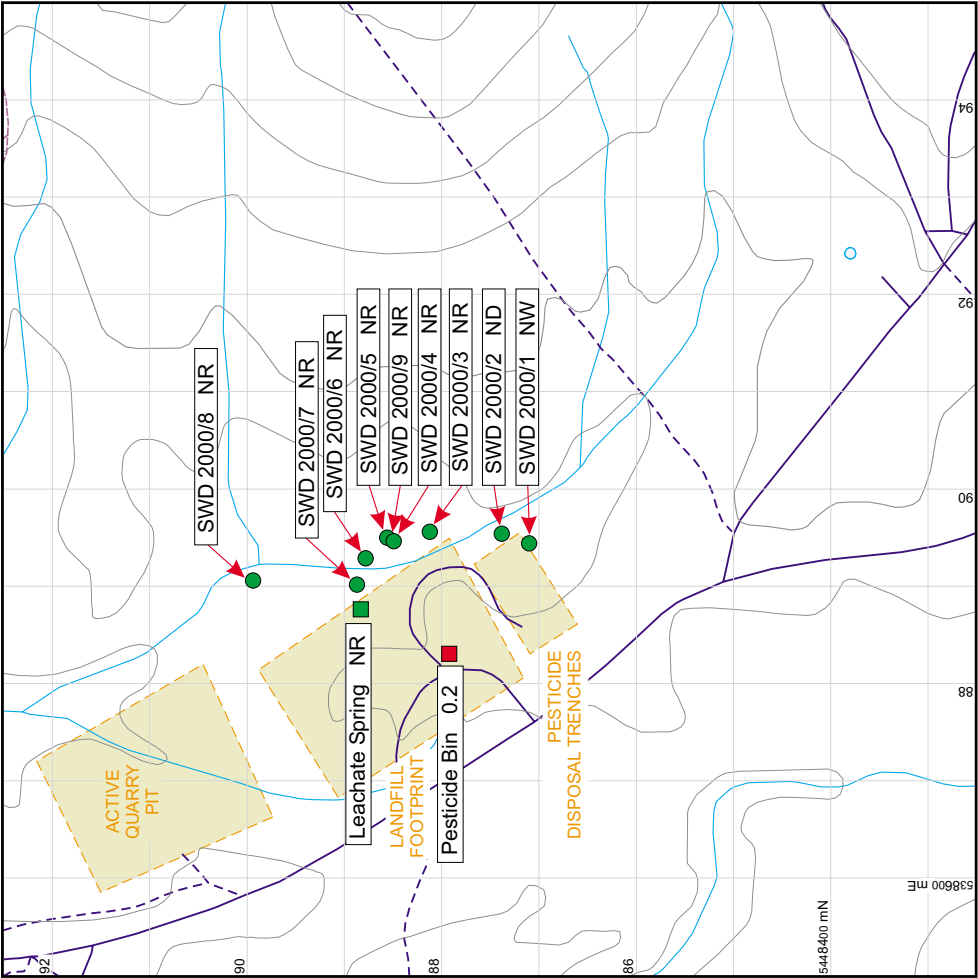 SWD 2000/8 NR
SWD 2000/7 NR
SWD 2000/6 NR
SWD 2000/5 NR
SWD 2000/9 NR
SWD 2000/4 NR
SWD 2000/3 NR
SWD 2000/2 ND
SWD 2000/1 NW
Leachate Spring NR
Pesticide Bin 0.2
ACTIVE
QUARRY
PIT
LANDFILL
FOOTPRINT
PESTICIDE
DISPOSAL TRENCHES
94
92
90
88
538600 mE
92
90
88
86
5448400 mN